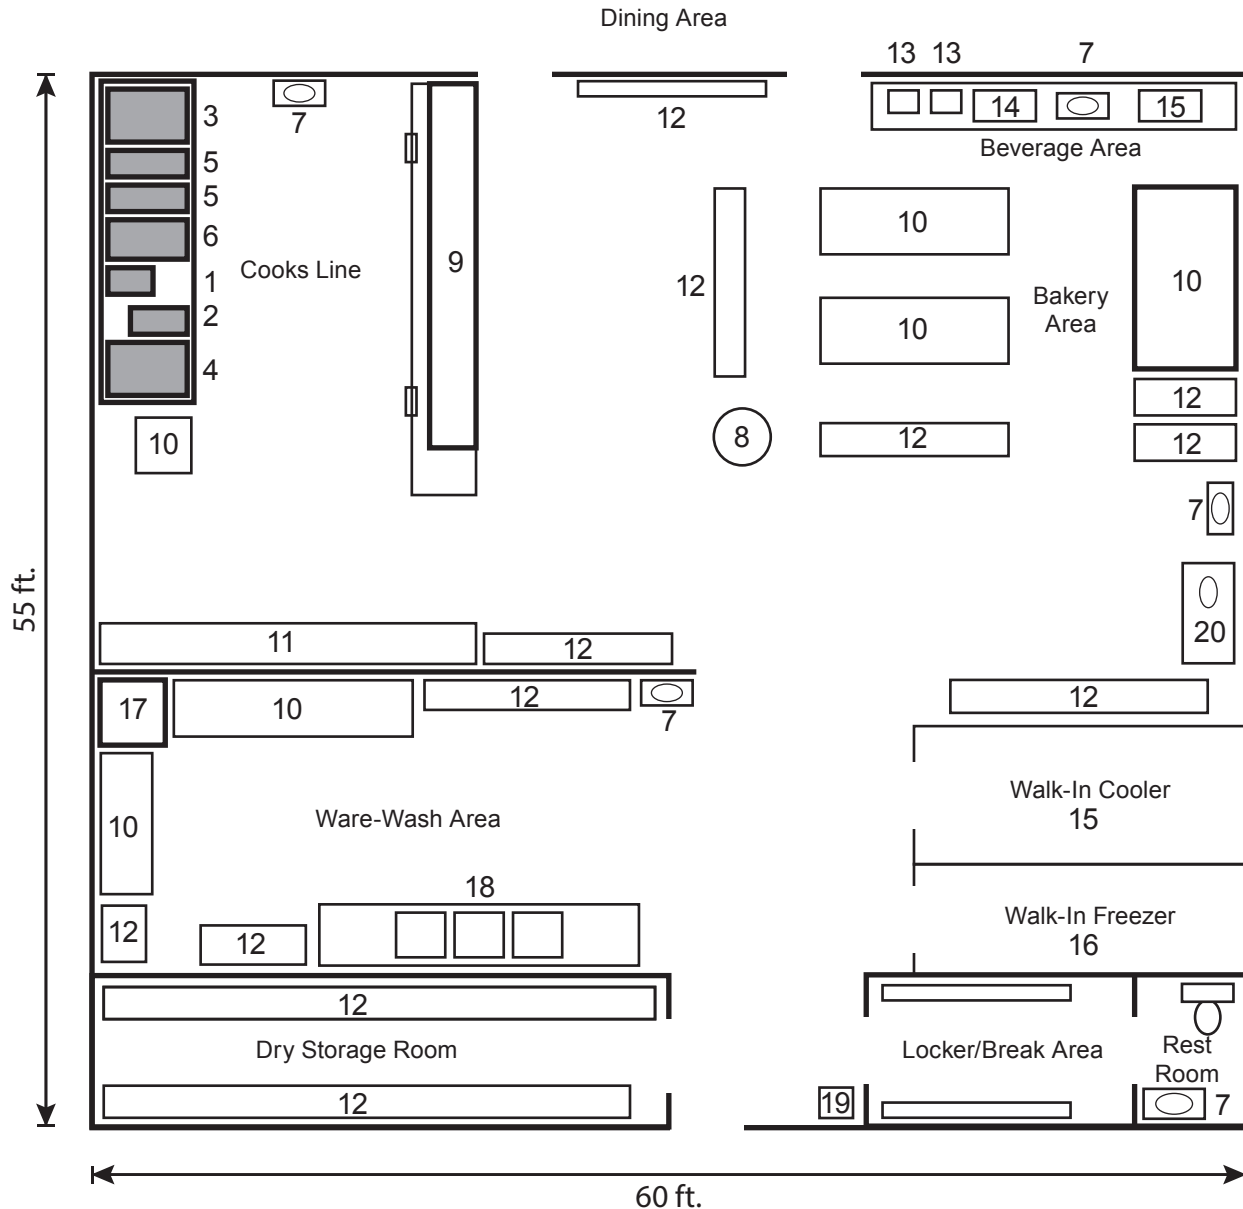 Dining Area
13 13 7
3
7
12
14
15
5
Beverage Area
5
6
10
Cooks Line
9
1
12
10
Bakery
Area
2
10
4
12
10
8
12
12
7
55 ft.
11
12
20
17
10
12
7
12
Walk-In Cooler
15
10
Ware-Wash Area
18
Walk-In Freezer
16
12
12
12
Dry Storage Room
Locker/Break Area
Rest
Room
12
19
7
60 ft.